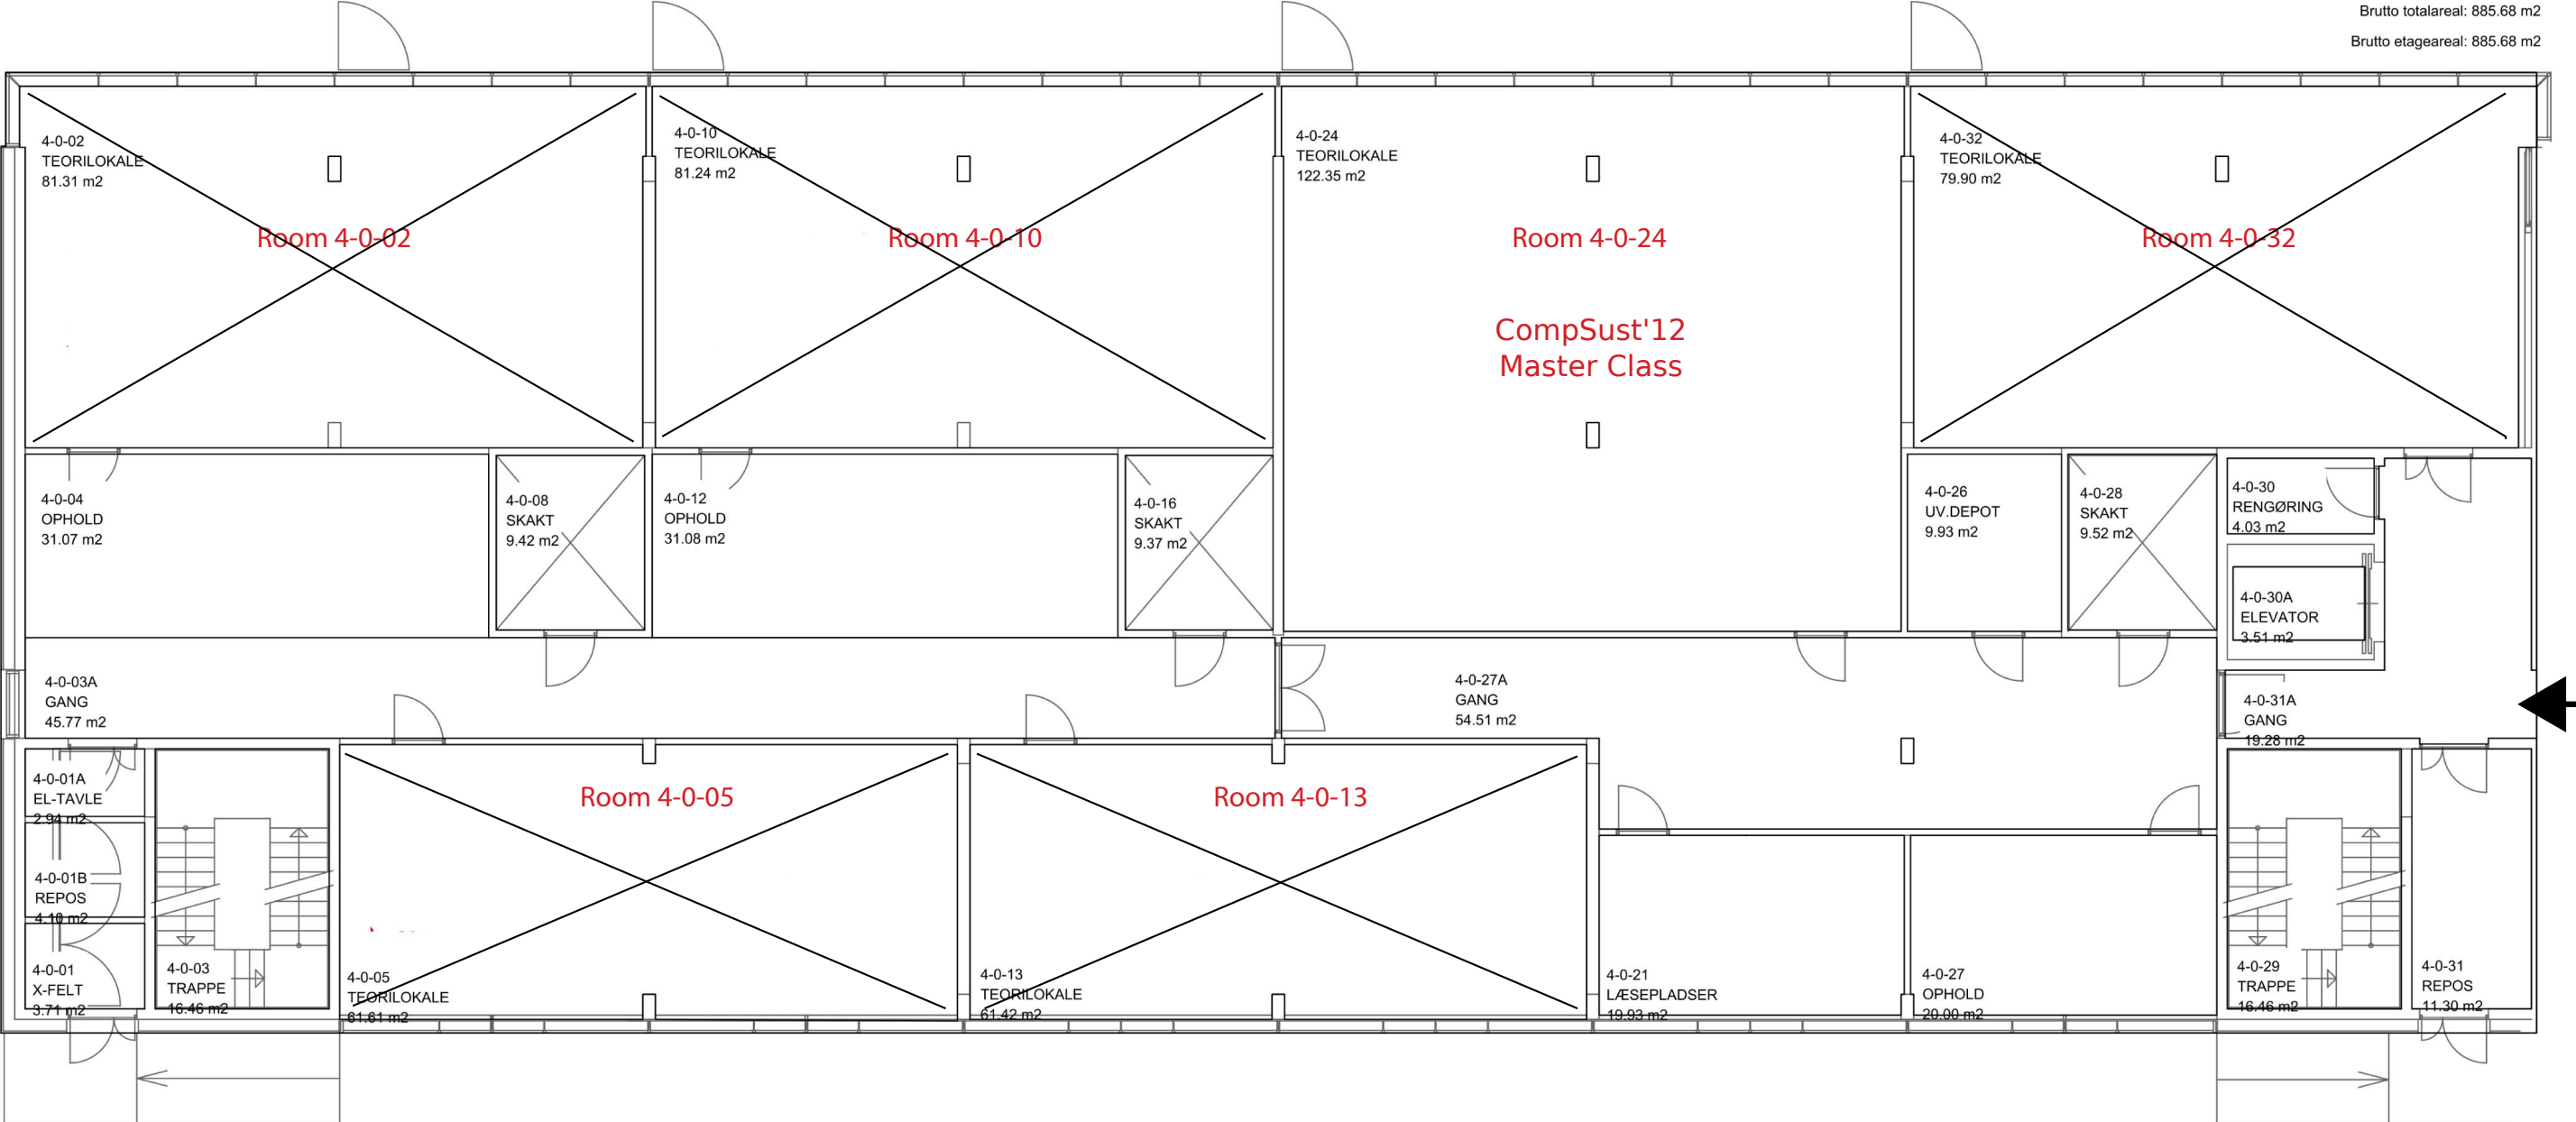 Brutto totalareal: 885.68 m2
Brutto etageareal: 885.68 m2
4-0-02
TEORILOKALE
81.31 m2
Room 4-0-02
4-0-10
TEORILOKALE
81.24 m2
Room 4-0-10
4-0-24
TEORILOKALE
122.35 m2
Room 4-0-24
CompSust'12
Master Class
4-0-32
TEORILOKALE
79.90 m2
Room 4-0-32
4-0-04
OPHOLD
31.07 m2
4-0-08
SKAKT
9.42 m2
4-0-12
OPHOLD
31.08 m2
4-0-16
SKAKT
9.37 m2
4-0-26
UV.DEPOT
9.93 m2
4-0-28
SKAKT
9.52 m2
4-0-30
RENGØRING
4.03 m2
4-0-30A
ELEVATOR
3.51 m2
4-0-03A
GANG
45.77 m2
4-0-27A
GANG
54.51 m2
4-0-31A
GANG
19.28 m2
4-0-01A
EL-TAVLE
2.94 m2
4-0-01B
REPOS
4.10 m2
4-0-01
X-FELT
3.71 m2
4-0-03
TRAPPE
16.46 m2
Room 4-0-05
4-0-05
TEORILOKALE
61.61 m2
Room 4-0-13
4-0-13
TEORILOKALE
61.42 m2
4-0-21
LÆSEPLADSER
19.93 m2
4-0-27
OPHOLD
20.00 m2
4-0-29
TRAPPE
16.46 m2
4-0-31
REPOS
11.30 m2